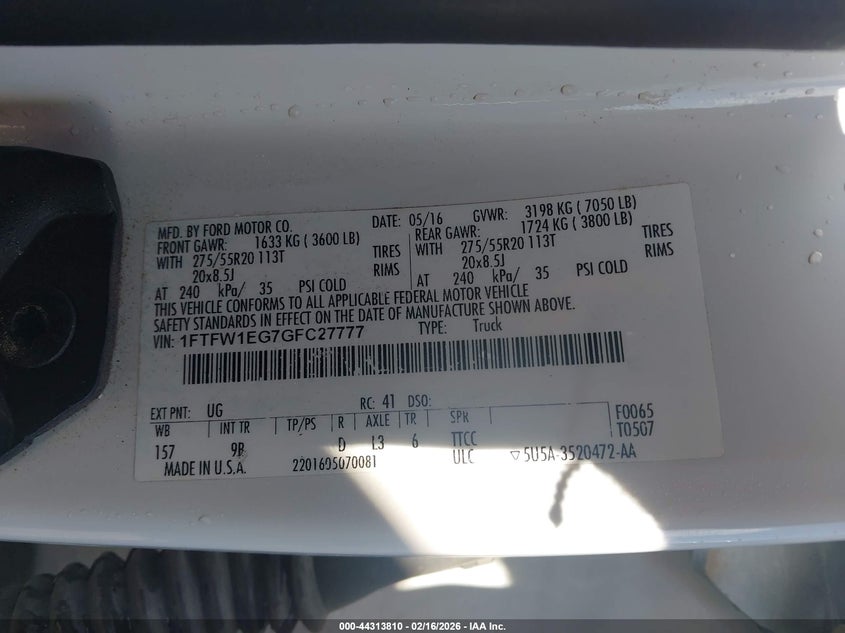 MFD. BY FORD MOTOR CO. DATE: 05/16 GVWR: 3198 KG ( 7050 LB)
FRONT GAWR: 1633 KG ( 3600 LB) REAR GAWR: 1724 KG ( 3800 LB)
WITH 275/55R20 113T TIRES WITH 275/55R20 113T TIRES
20x8.5J RIMS 20x8.5J RIMS
AT 240 kPa/ 35 PSI COLD AT 240 kPa/ 35 PSI COLD
THIS VEHICLE CONFORMS TO ALL APPLICABLE FEDERAL MOTOR VEHICLE
SAFETY STANDARDS IN EFFECT ON THE DATE OF MANUFACTURE SHOWN ABOVE.
VIN: 1FTFW1EG7GFC27777 TYPE: Truck
EXT PNT: UG RC: 41 DSO:
WB INT TR TP/PS R AXLE TR SPR F0065
157 9B D L3 6 TTCC T0507
MADE IN U.S.A. 2201605070081 ULC ▽5U5A-3520472-AA
000-44313810 - 02/16/2026 - IAA Inc.